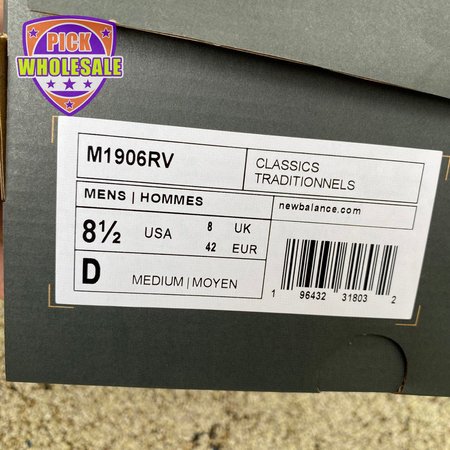 PICK
WHOLESALE
M1906RV
CLASSICS
TRADITIONNELS
MENS | HOMMES
newbalance.com
8½ USA 8 UK
42 EUR
D MEDIUM | MOYEN
1 96432 31803 2